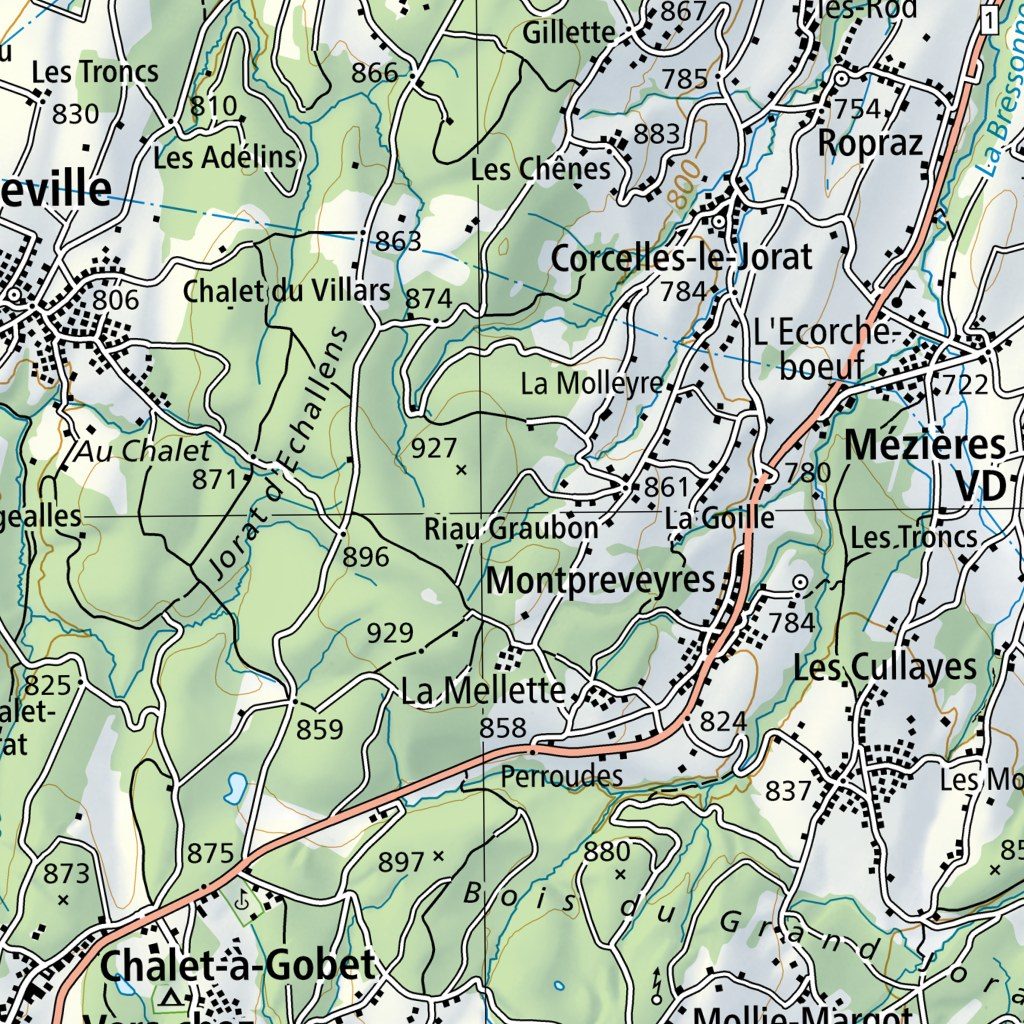 867
les-Rod
Gillette
1
866
Les Troncs
785
830
810
754
La Bressonne
883
Ropraz
Les Adélins
Les Chênes
800
eville
863
Corcelles-le-Jorat
Chalet du Villars
874
784
806
L'Ecorche-
boeuf
La Molleyre
722
927
Au Chalet
Mézières
VD
871
861
780
Jorat d'Echallens
gealles
Riau Graubon
La Goille
Les Troncs
896
Montpreveyres
929
784
825
La Mellette
Les Cullayes
alet-
rat
859
858
824
Perroudes
837
Les Mo
875
873
897
880
85
Bois du Grand Jora
Chalet-à-Gobet
Vers-chez
Mollie-Margot